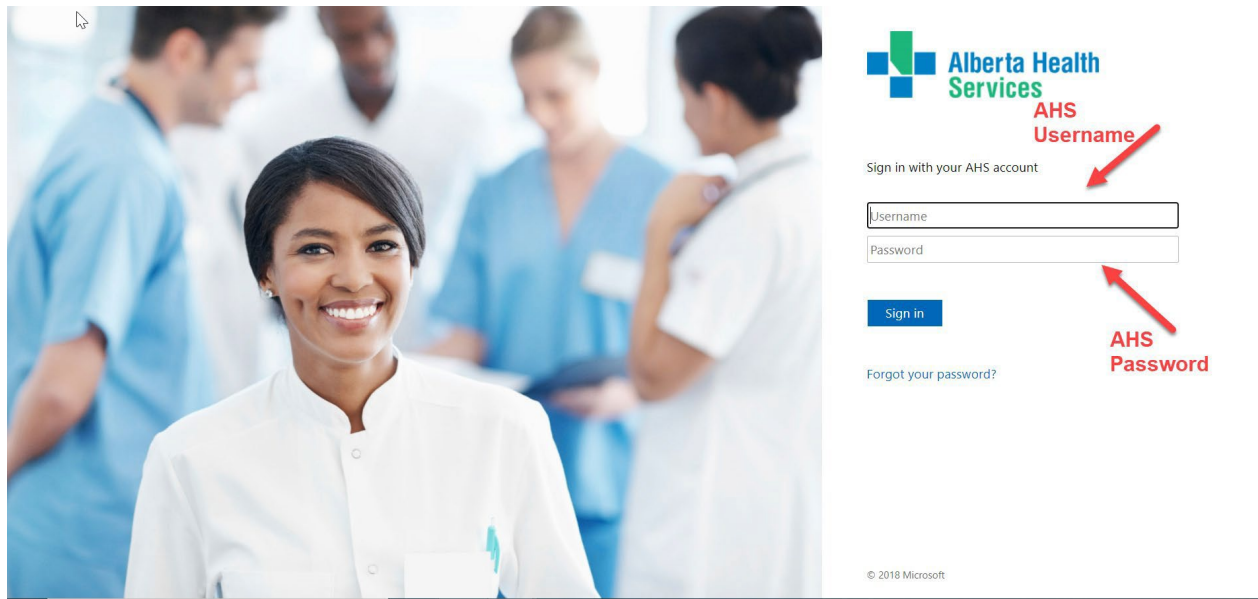 Alberta Health
Services
AHS
Username
Sign in with your AHS account
Username
Password
Sign in
AHS
Password
Forgot your password?
© 2018 Microsoft